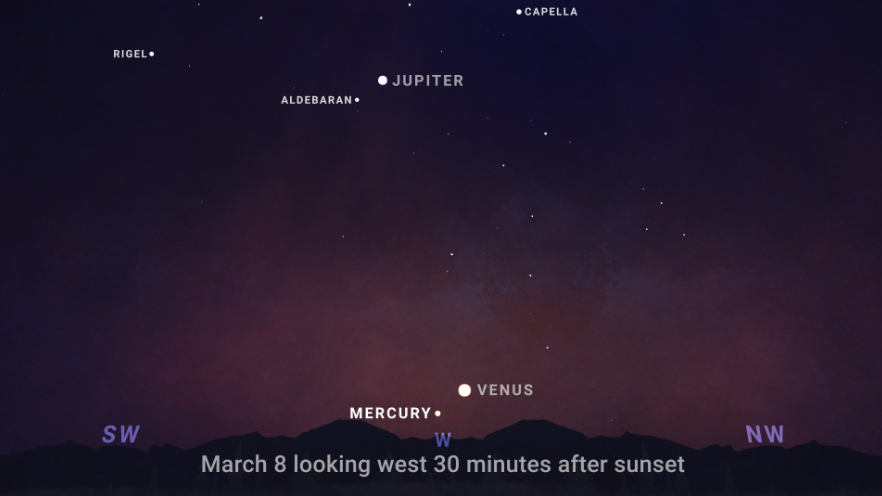 CAPELLA
RIGEL
JUPITER
ALDEBARAN
VENUS
MERCURY
SW
W
NW
March 8 looking west 30 minutes after sunset